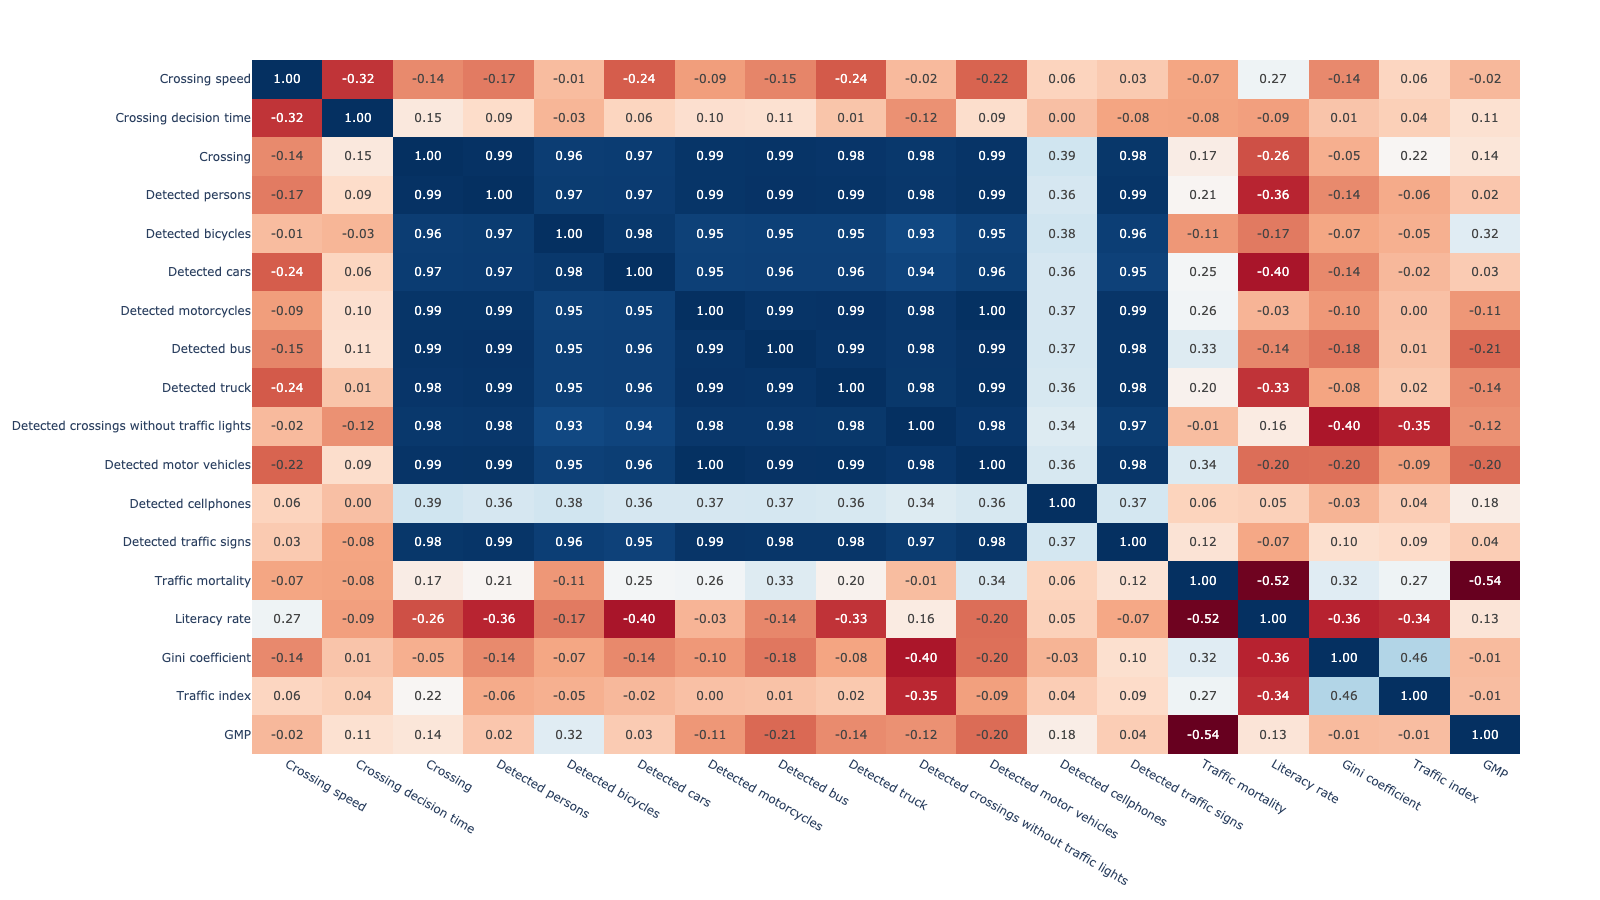 Crossing speed 1.00 -0.32 -0.14 -0.17 -0.01 -0.24 -0.09 -0.15 -0.24 -0.02 -0.22 0.06 0.03 -0.07 0.27 -0.14 0.06 -0.02
Crossing decision time -0.32 1.00 0.15 0.09 -0.03 0.06 0.10 0.11 0.01 -0.12 0.09 0.00 -0.08 -0.08 -0.09 0.01 0.04 0.11
Crossing -0.14 0.15 1.00 0.99 0.96 0.97 0.99 0.99 0.98 0.98 0.99 0.39 0.98 0.17 -0.26 -0.05 0.22 0.14
Detected persons -0.17 0.09 0.99 1.00 0.97 0.97 0.99 0.99 0.99 0.98 0.99 0.36 0.99 0.21 -0.36 -0.14 -0.06 0.02
Detected bicycles -0.01 -0.03 0.96 0.97 1.00 0.98 0.95 0.95 0.95 0.93 0.95 0.38 0.96 -0.11 -0.17 -0.07 -0.05 0.32
Detected cars -0.24 0.06 0.97 0.97 0.98 1.00 0.95 0.96 0.96 0.94 0.96 0.36 0.95 0.25 -0.40 -0.14 -0.02 0.03
Detected motorcycles -0.09 0.10 0.99 0.99 0.95 0.95 1.00 0.99 0.99 0.98 1.00 0.37 0.99 0.26 -0.03 -0.10 0.00 -0.11
Detected bus -0.15 0.11 0.99 0.99 0.95 0.96 0.99 1.00 0.99 0.98 0.99 0.37 0.98 0.33 -0.14 -0.18 0.01 -0.21
Detected truck -0.24 0.01 0.98 0.99 0.95 0.96 0.99 0.99 1.00 0.98 0.99 0.36 0.98 0.20 -0.33 -0.08 0.02 -0.14
Detected crossings without traffic lights -0.02 -0.12 0.98 0.98 0.93 0.94 0.98 0.98 0.98 1.00 0.98 0.34 0.97 -0.01 0.16 -0.40 -0.35 -0.12
Detected motor vehicles -0.22 0.09 0.99 0.99 0.95 0.96 1.00 0.99 0.99 0.98 1.00 0.36 0.98 0.34 -0.20 -0.20 -0.09 -0.20
Detected cellphones 0.06 0.00 0.39 0.36 0.38 0.36 0.37 0.37 0.36 0.34 0.36 1.00 0.37 0.06 0.05 -0.03 0.04 0.18
Detected traffic signs 0.03 -0.08 0.98 0.99 0.96 0.95 0.99 0.98 0.98 0.97 0.98 0.37 1.00 0.12 -0.07 0.10 0.09 0.04
Traffic mortality -0.07 -0.08 0.17 0.21 -0.11 0.25 0.26 0.33 0.20 -0.01 0.34 0.06 0.12 1.00 -0.52 0.32 0.27 -0.54
Literacy rate 0.27 -0.09 -0.26 -0.36 -0.17 -0.40 -0.03 -0.14 -0.33 0.16 -0.20 0.05 -0.07 -0.52 1.00 -0.36 -0.34 0.13
Gini coefficient -0.14 0.01 -0.05 -0.14 -0.07 -0.14 -0.10 -0.18 -0.08 -0.40 -0.20 -0.03 0.10 0.32 -0.36 1.00 0.46 -0.01
Traffic index 0.06 0.04 0.22 -0.06 -0.05 -0.02 0.00 0.01 0.02 -0.35 -0.09 0.04 0.09 0.27 -0.34 0.46 1.00 -0.01
GMP -0.02 0.11 0.14 0.02 0.32 0.03 -0.11 -0.21 -0.14 -0.12 -0.20 0.18 0.04 -0.54 0.13 -0.01 -0.01 1.00
Crossing speed
Crossing decision time
Crossing
Detected persons
Detected bicycles
Detected cars
Detected motorcycles
Detected bus
Detected truck
Detected crossings without traffic lights
Detected motor vehicles
Detected cellphones
Detected traffic signs
Traffic mortality
Literacy rate
Gini coefficient
Traffic index
GMP